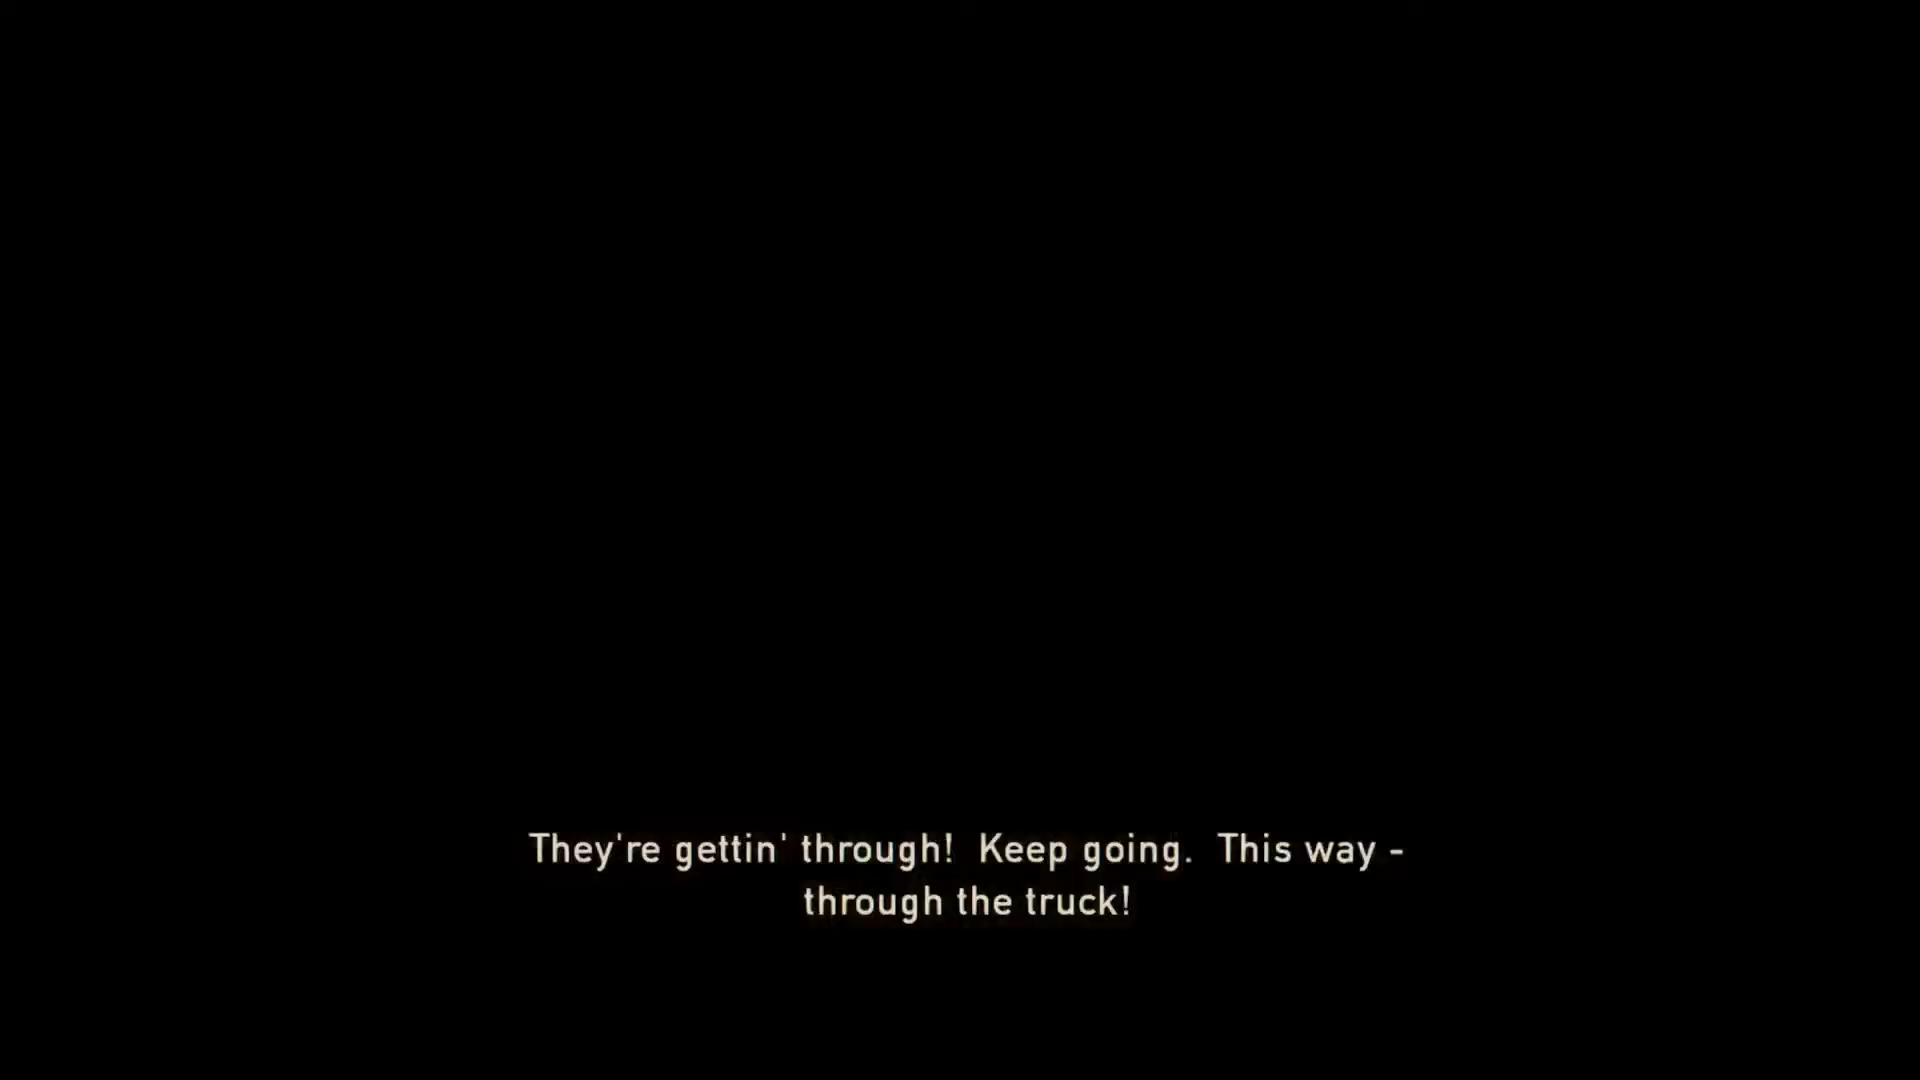 They're gettin' through!  Keep going.  This way -
through the truck!